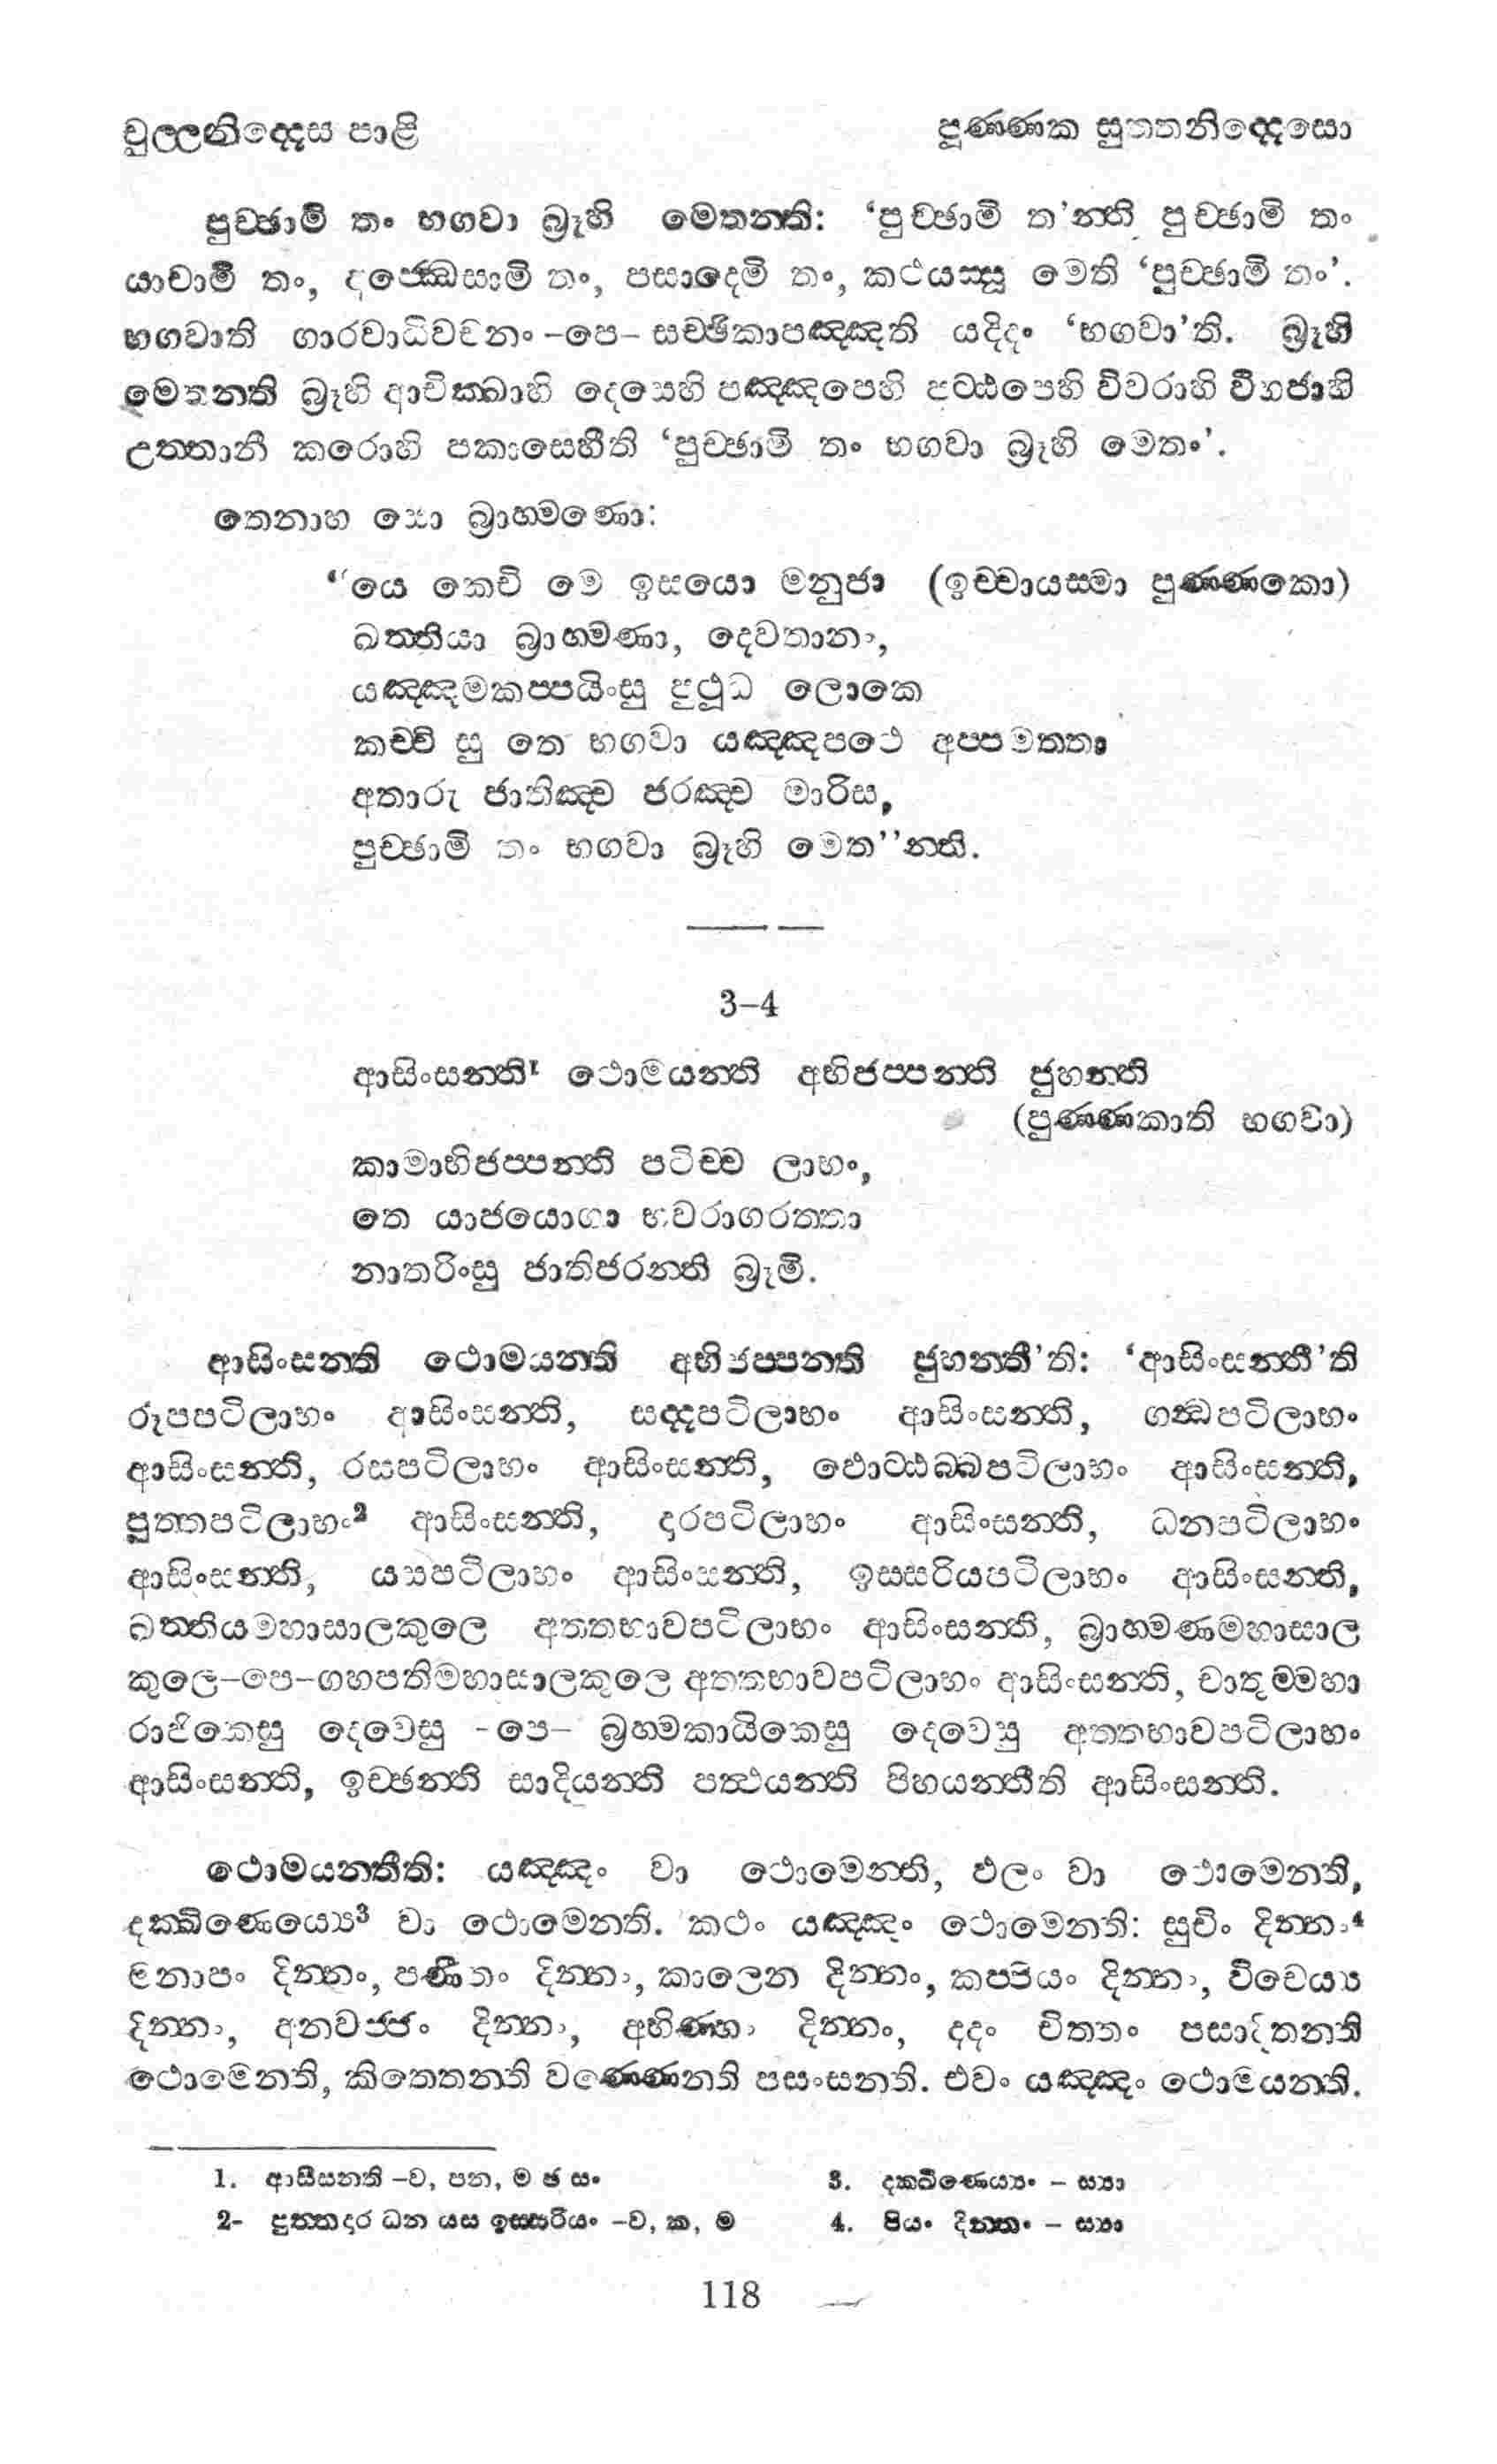 චුල්ලනිද්දෙස පාළි
පුණ්ණක සුත්තනිද්දෙසො
පුච්ඡාමි තං භගවා බ්‍රූහි මෙතන්ති: ‘පුච්ඡාමි ත’න්ති පුච්ඡාමි තං
යාචාමි තං, අජ්ඣෙසාමි තං, පසාදෙමි තං, කථයස්සු මෙති ‘පුච්ඡාමි තං’.
භගවාති ගාරවාධිවචනං -පෙ- සච්ඡිකාපඤ්ඤත්ති යදිදං ‘භගවා’ති. බ්‍රූහි
මෙතන්ති බ්‍රූහි ආචික්ඛාහි දෙසෙහි පඤ්ඤපෙහි පට්ඨපෙහි විවරාහි විභජාහි
උත්තානී කරොහි පකාසෙහීති ‘පුච්ඡාමි තං භගවා බ්‍රූහි මෙතං’.
තෙනාහ සො බ්‍රාහ්මණො:
“යෙ කෙචි මෙ ඉසයො මනුජා (ඉච්චායස්මා පුණ්ණකො)
ඛත්තියා බ්‍රාහ්මණා, දෙවතානං,
යඤ්ඤමකප්පයිංසු පුථූධ ලොකෙ
කච්චි සු තෙ භගවා යඤ්ඤපථෙ අප්පමත්තා
අතාරු ජාතිඤ්ච ජරඤ්ච මාරිස,
පුච්ඡාමි තං භගවා බ්‍රූහි මෙත’’න්ති.
3–4
ආසිංසන්ති¹ ථොමයන්ති අභිජප්පන්ති ජුහන්ති
(පුණ්ණකාති භගවා)
කාමාභිජප්පන්ති පටිච්ච ලාභං,
තෙ යාජයොගා භවරාගරත්තා
නාතරිංසු ජාතිජරන්ති බ්‍රූමි.
ආසිංසන්ති ථොමයන්ති අභිජප්පන්ති ජුහන්තී’ති: ‘ආසිංසන්තී’ති
රූපපටිලාභං ආසිංසන්ති, සද්දපටිලාභං ආසිංසන්ති, ගන්ධපටිලාභං
ආසිංසන්ති, රසපටිලාභං ආසිංසන්ති, ඵොට්ඨබ්බපටිලාභං ආසිංසන්ති,
පුත්තපටිලාභං² ආසිංසන්ති, දාරපටිලාභං ආසිංසන්ති, ධනපටිලාභං
ආසිංසන්ති, යසපටිලාභං ආසිංසන්ති, ඉස්සරියපටිලාභං ආසිංසන්ති,
ඛත්තියමහාසාලකුලෙ අත්තභාවපටිලාභං ආසිංසන්ති, බ්‍රාහ්මණමහාසාල
කුලෙ–පෙ–ගහපතිමහාසාලකුලෙ අත්තභාවපටිලාභං ආසිංසන්ති, චාතුම්මහා
රාජිකෙසු දෙවෙසු -පෙ– බ්‍රහ්මකායිකෙසු දෙවෙසු අත්තභාවපටිලාභං
ආසිංසන්ති, ඉච්ඡන්ති සාදියන්ති පත්ථයන්ති පිහයන්තීති ආසිංසන්ති.
ථොමයන්තීති: යඤ්ඤං වා ථොමෙන්ති, ඵලං වා ථොමෙන්ති,
දක්ඛිණෙය්‍යෙ³ වා ථොමෙන්ති. කථං යඤ්ඤං ථොමෙන්ති: සුචිං දින්නං⁴
මනාපං දින්නං, පණීතං දින්නං, කාලෙන දින්නං, කප්පියං දින්නං, විචෙය්‍ය
දින්නං, අනවජ්ජං දින්නං, අභිණ්හං දින්නං, දදං චිත්තං පසාදිතන්ති
ථොමෙන්ති, කිත්තෙන්ති වණ්ණෙන්ති පසංසන්ති. එවං යඤ්ඤං ථොමයන්ති.
1. ආසීසන්ති –ව, පන, ම ඡ සං
2- පුත්තදාර ධන යස ඉස්සරියං –ව, ක, ම
3. දක්ඛිණෙය්‍යං – ස්‍යා
4. පියං දින්නං – ස්‍යා
118